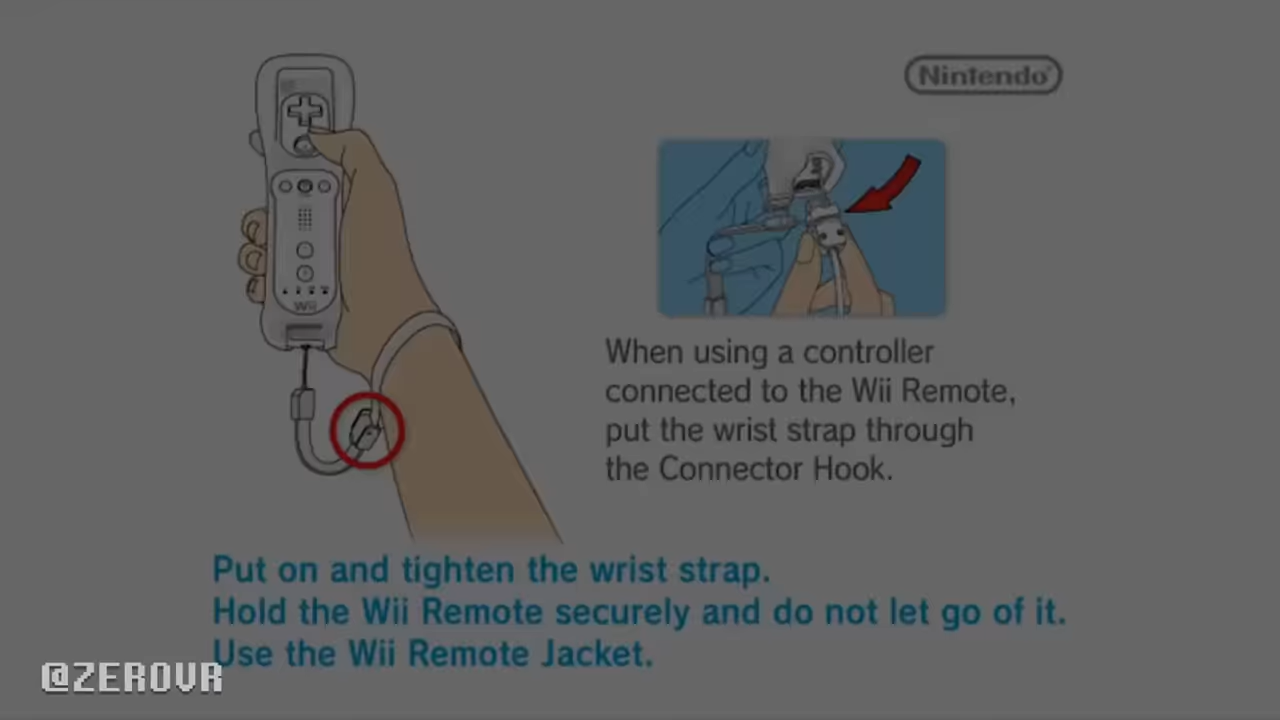 Nintendo
Wii
When using a controller
connected to the Wii Remote,
put the wrist strap through
the Connector Hook.
Put on and tighten the wrist strap.
Hold the Wii Remote securely and do not let go of it.
Use the Wii Remote Jacket.
@ZEROVR